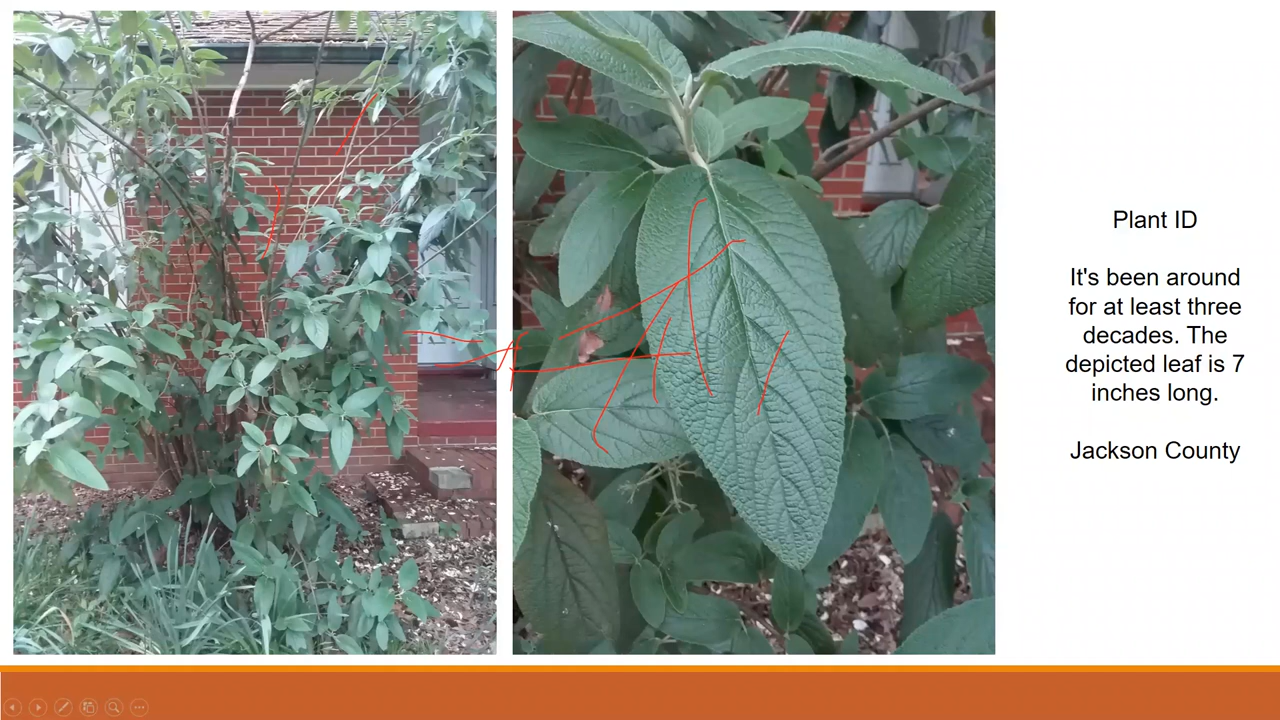 Plant ID
It's been around
for at least three
decades. The
depicted leaf is 7
inches long.
Jackson County